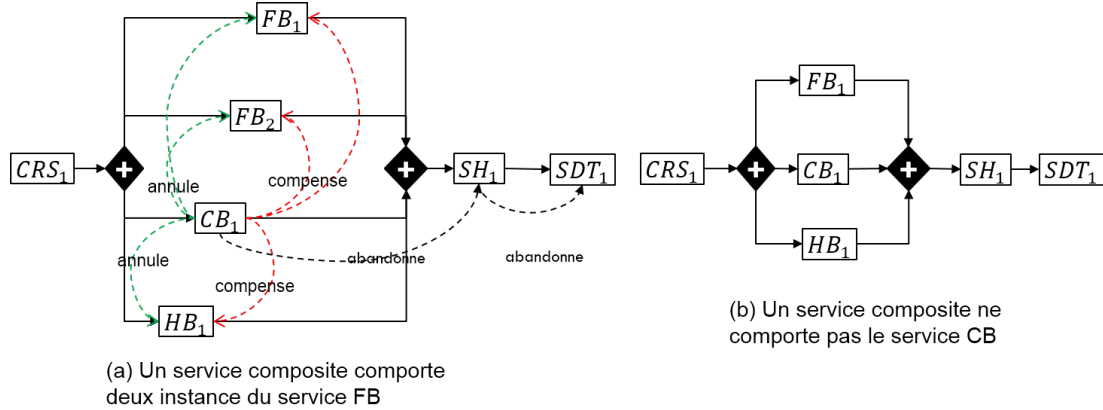 FB₁
FB₂
CRS₁ + + SH₁ SDT₁
annule compense
CB₁
annule abandonne abandonne
compense
HB₁
(a) Un service composite comporte
deux instance du service FB
FB₁
CRS₁ + CB₁ + SH₁ SDT₁
HB₁
(b) Un service composite ne
comporte pas le service CB